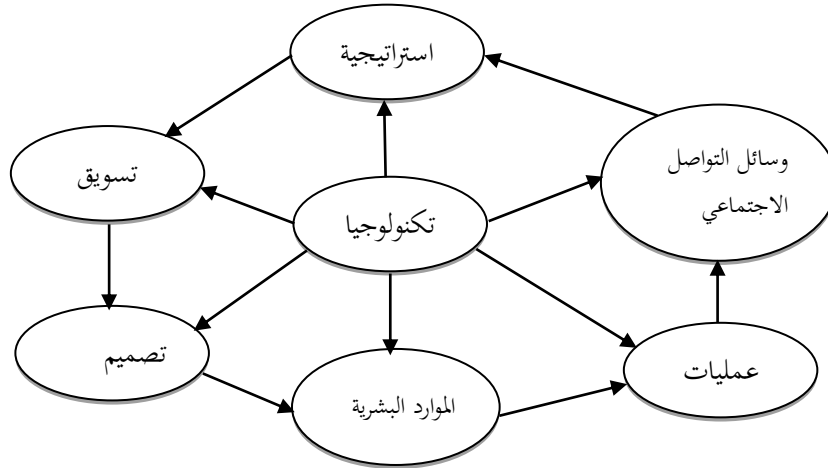 استراتيجية
وسائل التواصل
الاجتماعي
تسويق
تكنولوجيا
تصميم
عمليات
الموارد البشرية